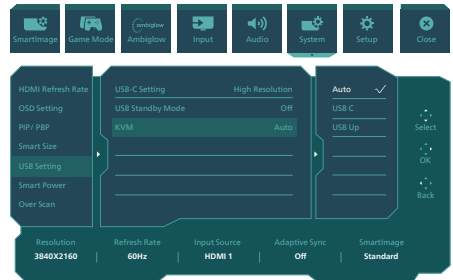 SmartImage Game Mode Ambiglow Input Audio System Setup Close
ambiglow
HDMI Refresh Rate
OSD Setting
PIP/ PBP
Smart Size
USB Setting
Smart Power
Over Scan
USB-C Setting High Resolution
USB Standby Mode Off
KVM Auto
Auto
USB C
USB Up
Select
OK
Back
Resolution Refresh Rate Input Source Adaptive Sync SmartImage
3840X2160 60Hz HDMI 1 Off Standard